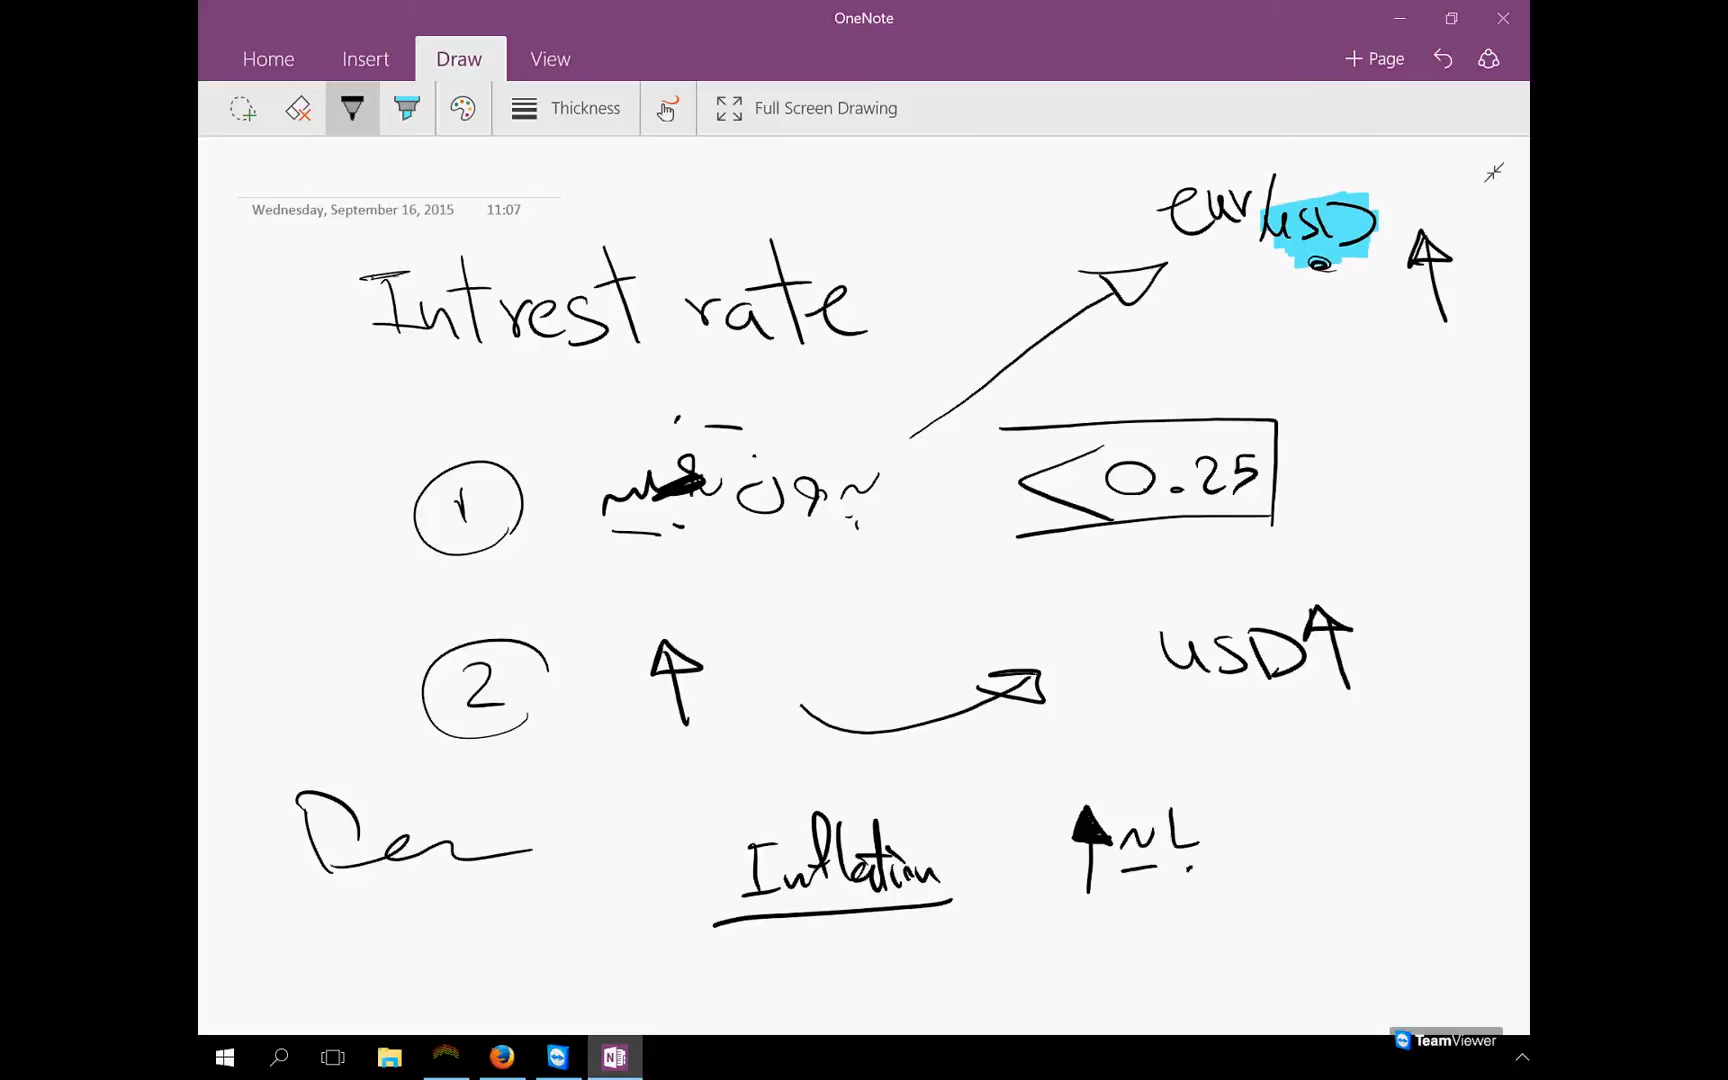 OneNote
Home Insert Draw View + Page
Thickness Full Screen Drawing
Wednesday, September 16, 2015 11:07
eur/usD
Intrest rate
1 بدون < 0.25
2 USD
Inflation
TeamViewer